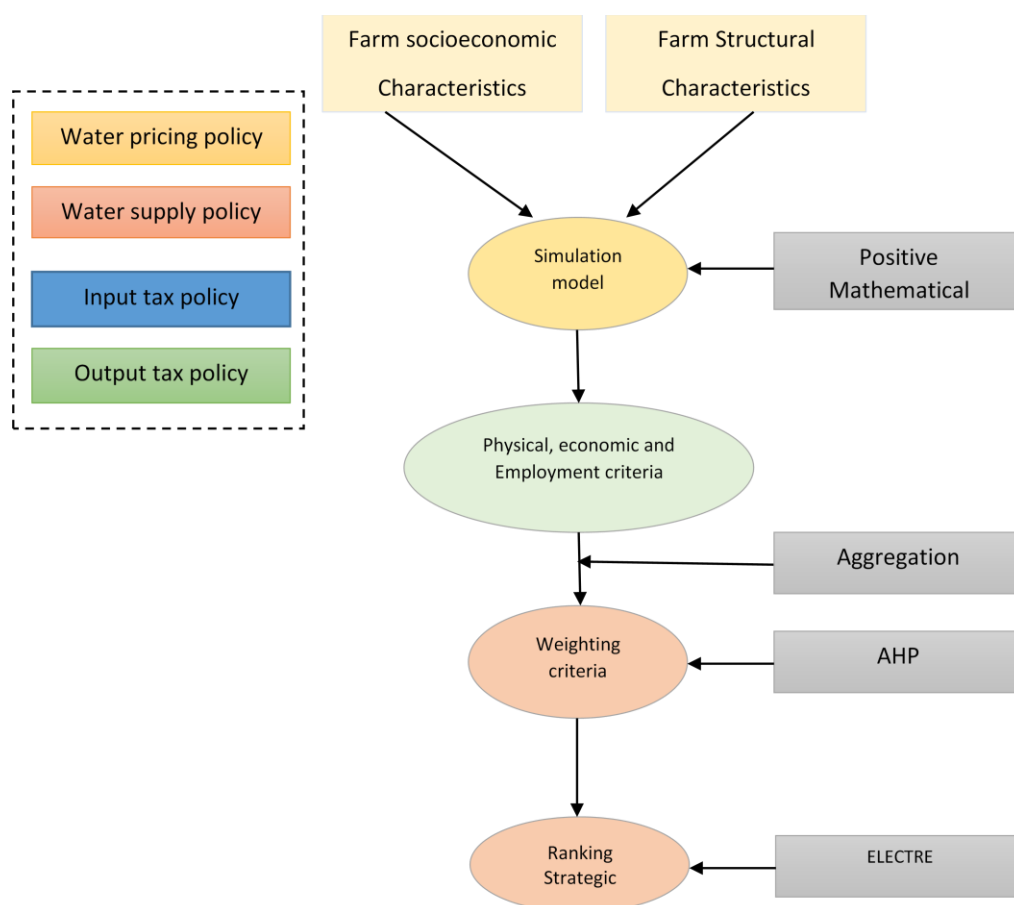 Farm socioeconomic
Characteristics
Farm Structural
Characteristics
Water pricing policy
Water supply policy
Input tax policy
Output tax policy
Simulation
model
Positive
Mathematical
Physical, economic and
Employment criteria
Aggregation
Weighting
criteria
AHP
Ranking
Strategic
ELECTRE